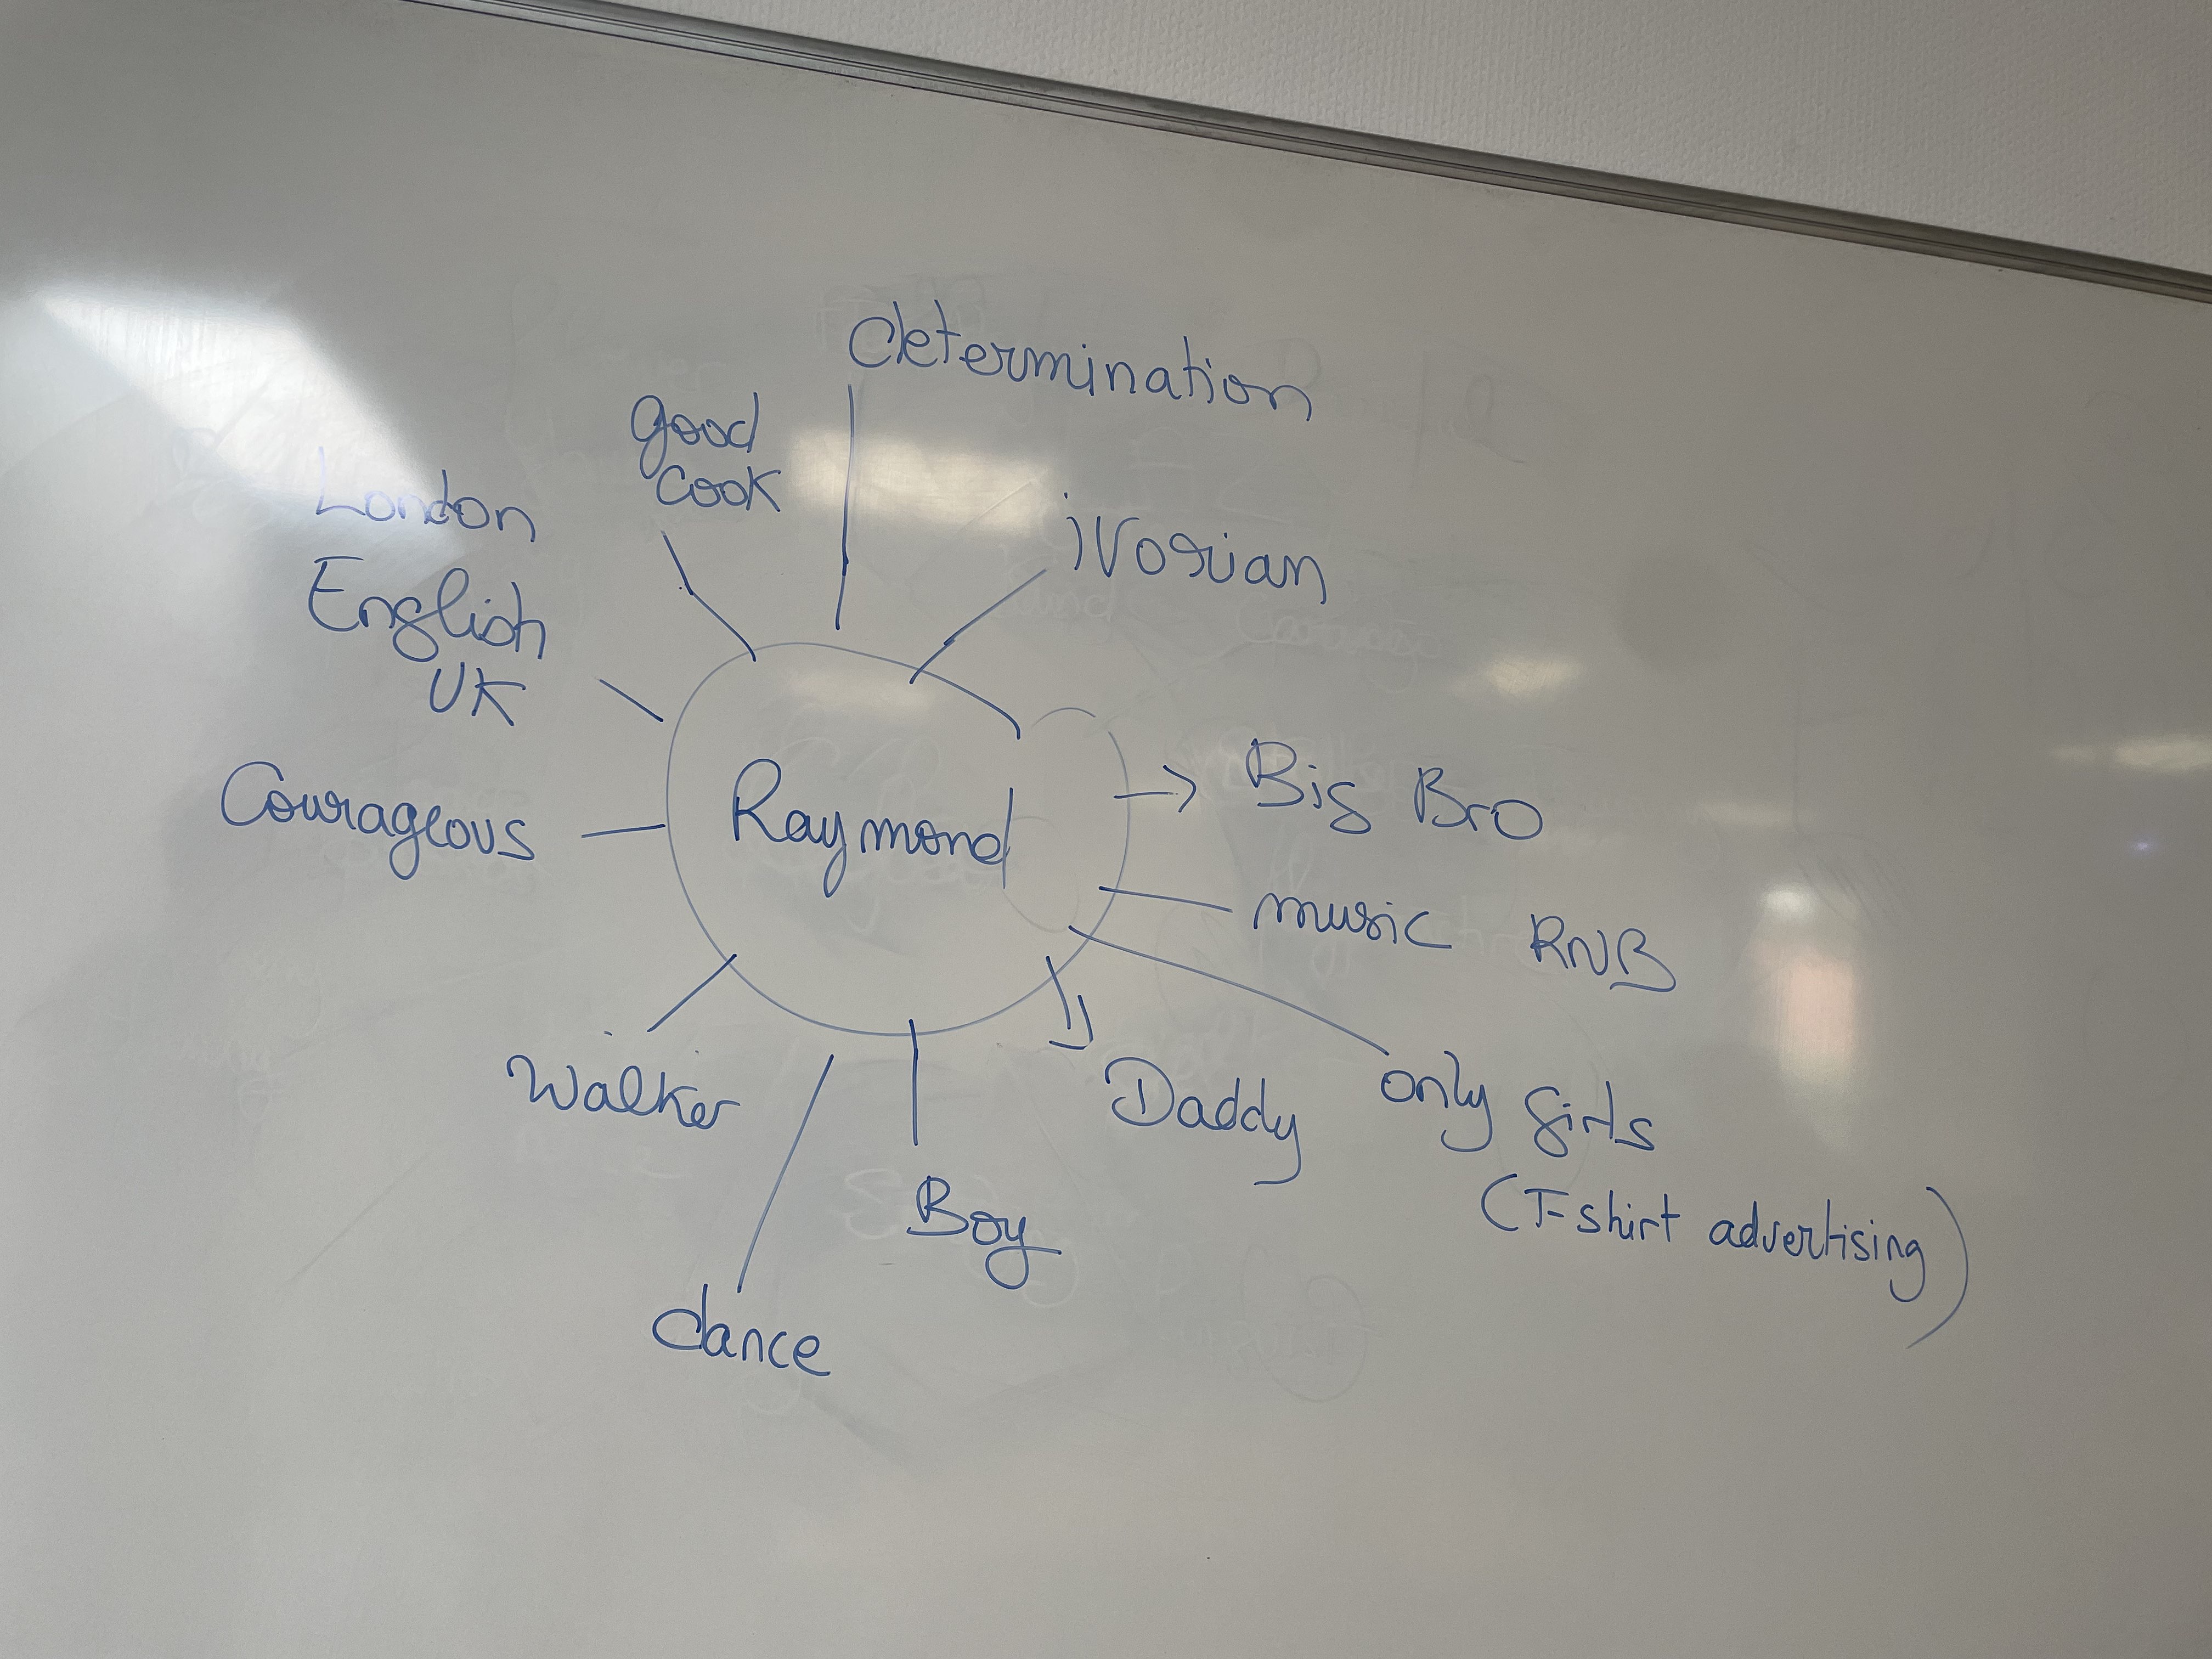 determination
good
cook
iVorian
London
English
UK
Courageous
Raymond
Big Bro
music RNB
only girls
(T-shirt advertising)
Daddy
Walker
Boy
dance